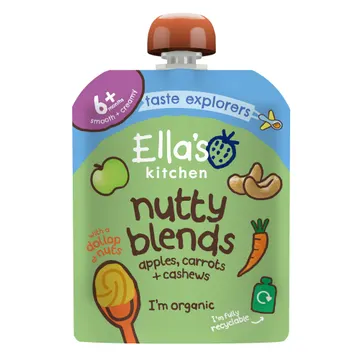 6+
months
smooth + creamy
taste explorers
Ella's
kitchen
nutty
blends
apples, carrots
+ cashews
with a
dollop
of nuts
I'm organic
I'm fully
recyclable